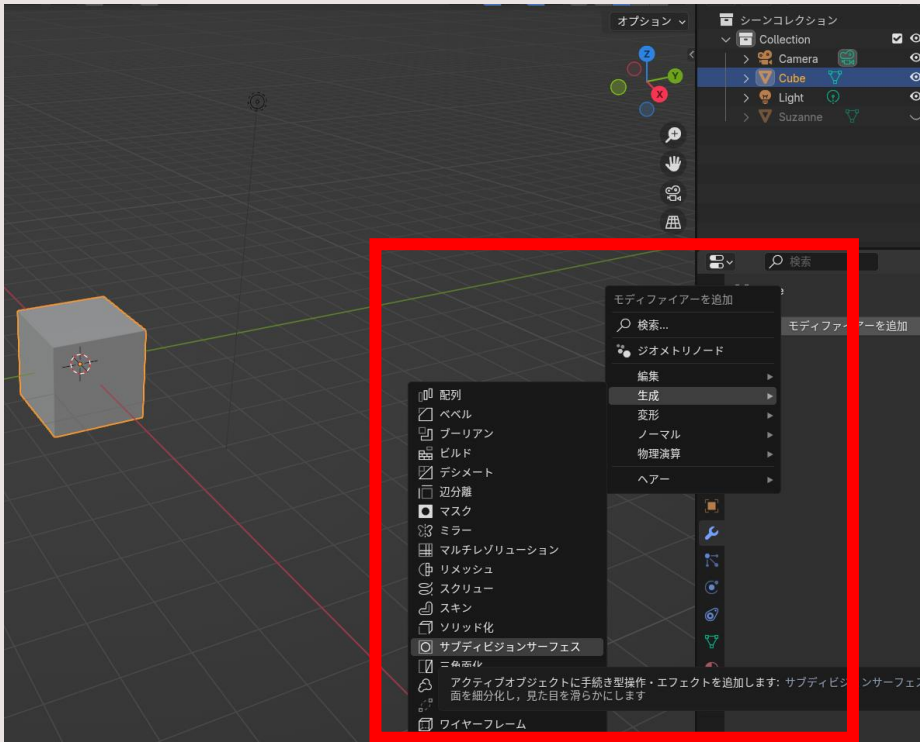 オプション
Z
Y
X
シーンコレクション
Collection
Camera
Cube
Light
Suzanne
検索
モディファイアーを追加
モディファイアーを追加
検索...
ジオメトリノード
編集
生成
変形
ノーマル
物理演算
ヘアー
配列
ベベル
ブーリアン
ビルド
デシメート
辺分離
マスク
ミラー
マルチレゾリューション
リメッシュ
スクリュー
スキン
ソリッド化
サブディビジョンサーフェス
三角面化
アクティブオブジェクトに手続き型操作・エフェクトを追加します: サブディビジョンサーフェス
面を細分化し，見た目を滑らかにします
ワイヤーフレーム